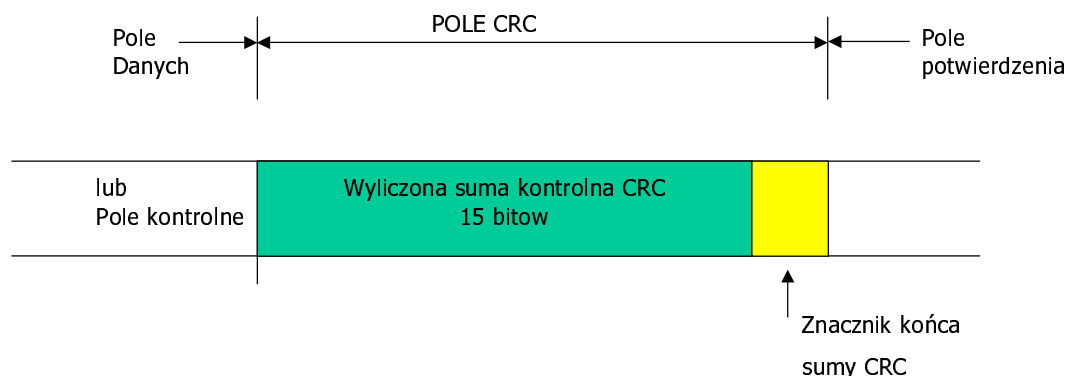 POLE CRC
Pole
Danych
Pole
potwierdzenia
lub
Pole kontrolne
Wyliczona suma kontrolna CRC
15 bitow
Znacznik końca
sumy CRC